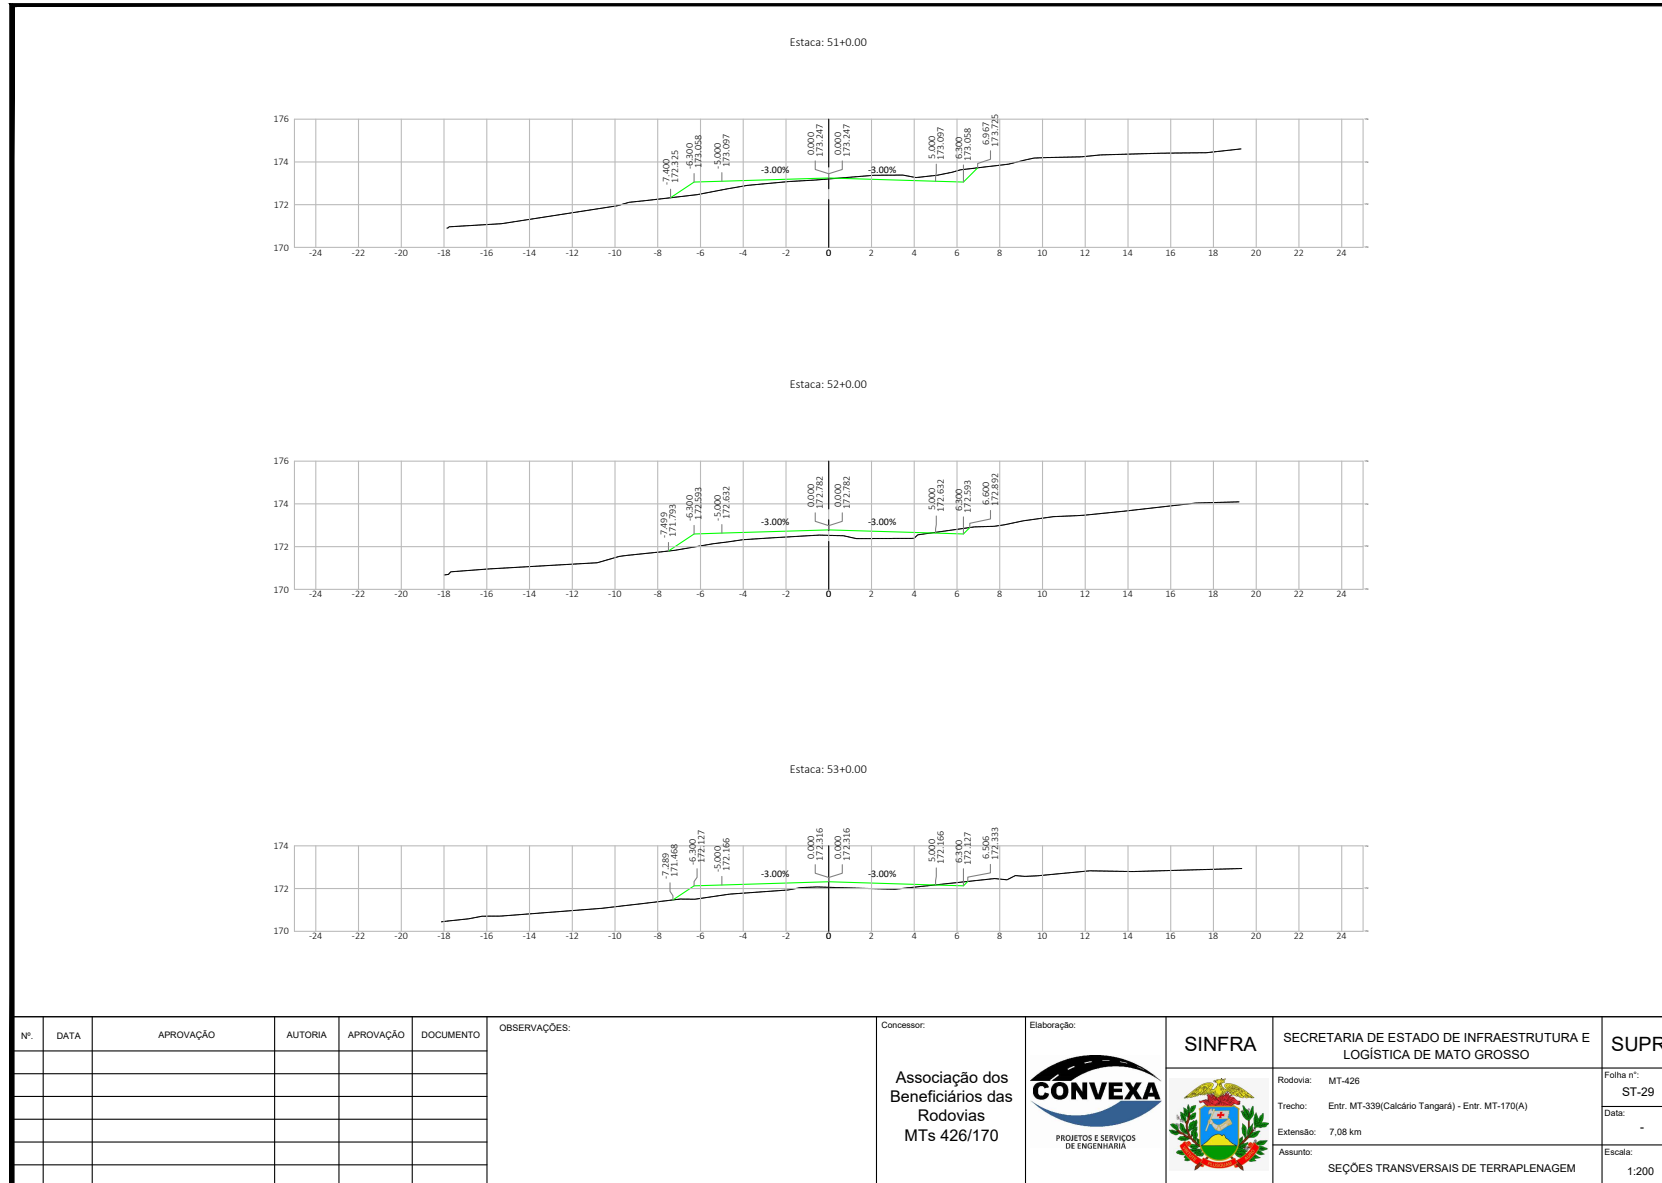 Estaca: 51+0.00
-7.400
172.325
-6.300
173.058
-5.000
173.097
0.000
173.247
0.000
173.247
5.000
173.097
6.300
173.058
6.967
173.725
-3.00%
-3.00%
176
174
172
170
-24 -22 -20 -18 -16 -14 -12 -10 -8 -6 -4 -2 0 2 4 6 8 10 12 14 16 18 20 22 24
Estaca: 52+0.00
-7.499
171.793
-6.300
172.593
-5.000
172.632
0.000
172.782
0.000
172.782
5.000
172.632
6.300
172.593
6.600
172.892
-3.00%
-3.00%
176
174
172
170
-24 -22 -20 -18 -16 -14 -12 -10 -8 -6 -4 -2 0 2 4 6 8 10 12 14 16 18 20 22 24
Estaca: 53+0.00
-7.289
171.468
-6.300
172.127
-5.000
172.166
0.000
172.316
0.000
172.316
5.000
172.166
6.300
172.127
6.506
172.333
-3.00%
-3.00%
174
172
170
-24 -22 -20 -18 -16 -14 -12 -10 -8 -6 -4 -2 0 2 4 6 8 10 12 14 16 18 20 22 24
Nº. DATA APROVAÇÃO AUTORIA APROVAÇÃO DOCUMENTO
OBSERVAÇÕES:
Concessor:
Associação dos
Beneficiários das
Rodovias
MTs 426/170
Elaboração:
CONVEXA
PROJETOS E SERVIÇOS
DE ENGENHARIA
SINFRA
SECRETARIA DE ESTADO DE INFRAESTRUTURA E
LOGÍSTICA DE MATO GROSSO
Rodovia: MT-426
Trecho: Entr. MT-339(Calcário Tangará) - Entr. MT-170(A)
Extensão: 7,08 km
Assunto:
SEÇÕES TRANSVERSAIS DE TERRAPLENAGEM
SUPR
Folha n°:
ST-29
Data:
-
Escala:
1:200